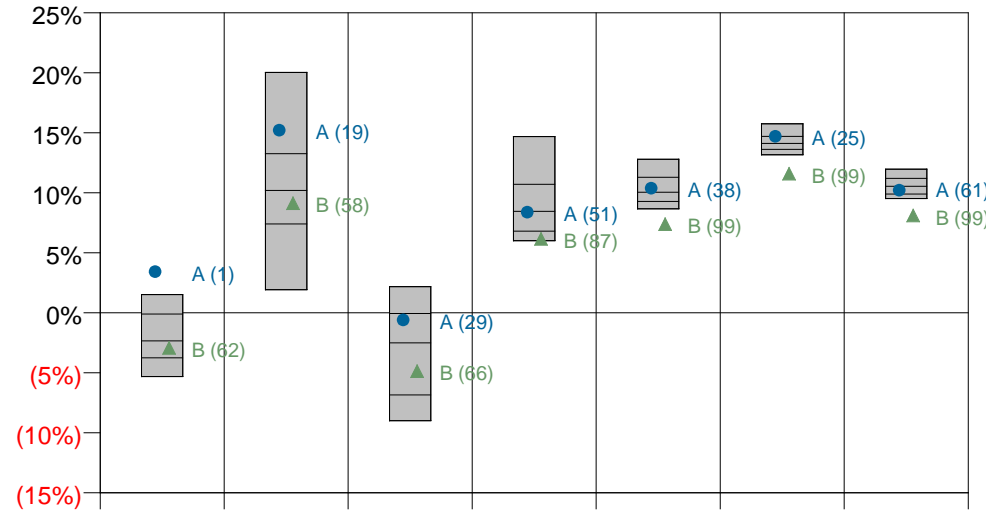 25%
20%
15%
10%
5%
0%
(5%)
(10%)
(15%)
A (1)
B (62)
A (19)
B (58)
A (29)
B (66)
A (51)
B (87)
A (38)
B (99)
A (25)
B (99)
A (61)
B (99)